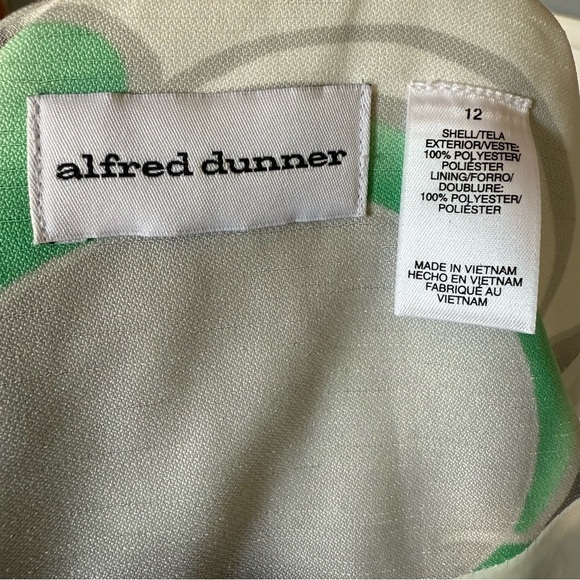 alfred dunner
12
SHELL/TELA
EXTERIOR/VESTE:
100% POLYESTER/
POLIÉSTER
LINING/FORRO/
DOUBLURE:
100% POLYESTER/
POLIÉSTER
MADE IN VIETNAM
HECHO EN VIETNAM
FABRIQUÉ AU
VIETNAM